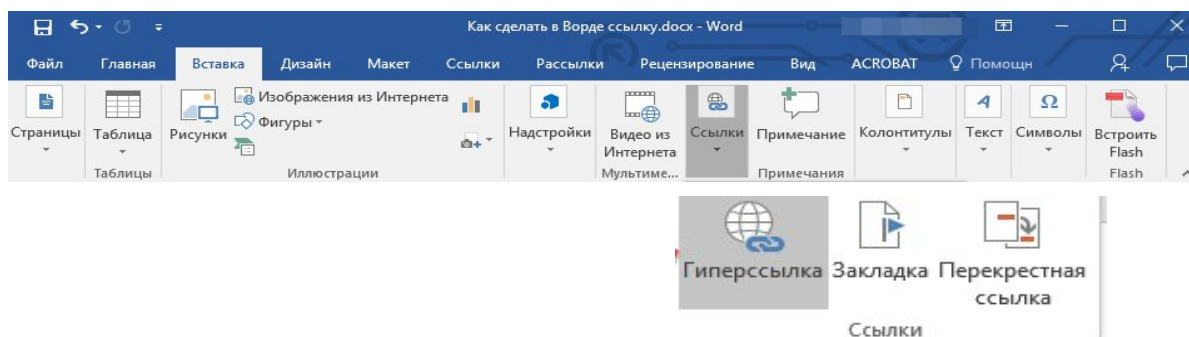 Как сделать в Ворде ссылку.docx - Word
Файл Главная Вставка Дизайн Макет Ссылки Рассылки Рецензирование Вид ACROBAT Помощн
Изображения из Интернета
Фигуры
Страницы Таблица Рисунки Надстройки Видео из Интернета Ссылки Примечание Колонтитулы Текст Символы Встроить Flash
Таблицы Иллюстрации Мультиме... Примечания Flash
Гиперссылка Закладка Перекрестная
ссылка
Ссылки